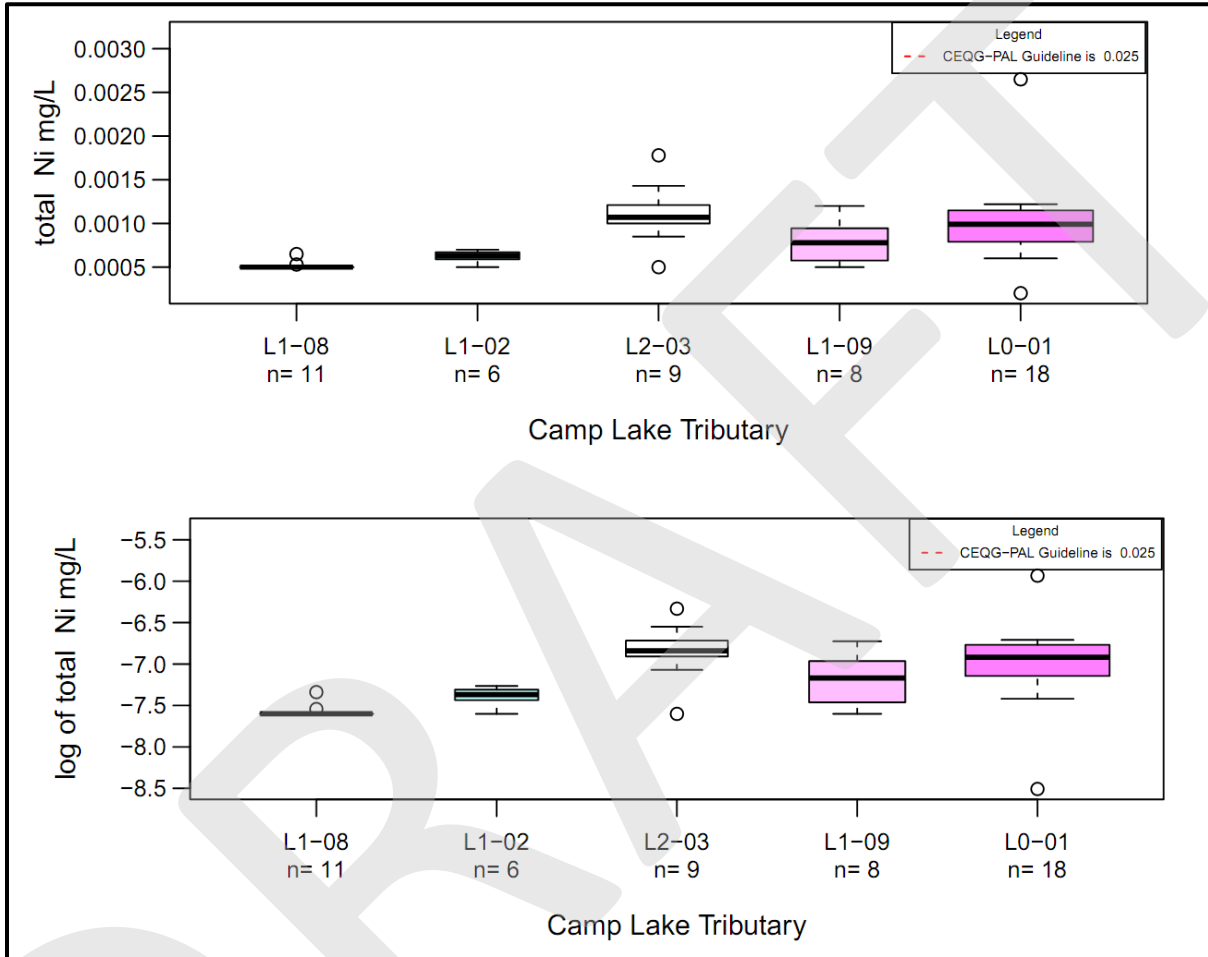 Legend
CEQG-PAL Guideline is 0.025
total Ni mg/L
0.0030
0.0025
0.0020
0.0015
0.0010
0.0005
L1-08 L1-02 L2-03 L1-09 L0-01
n= 11 n= 6 n= 9 n= 8 n= 18
Camp Lake Tributary
Legend
CEQG-PAL Guideline is 0.025
log of total Ni mg/L
-5.5
-6.0
-6.5
-7.0
-7.5
-8.0
-8.5
L1-08 L1-02 L2-03 L1-09 L0-01
n= 11 n= 6 n= 9 n= 8 n= 18
Camp Lake Tributary
DRAFT